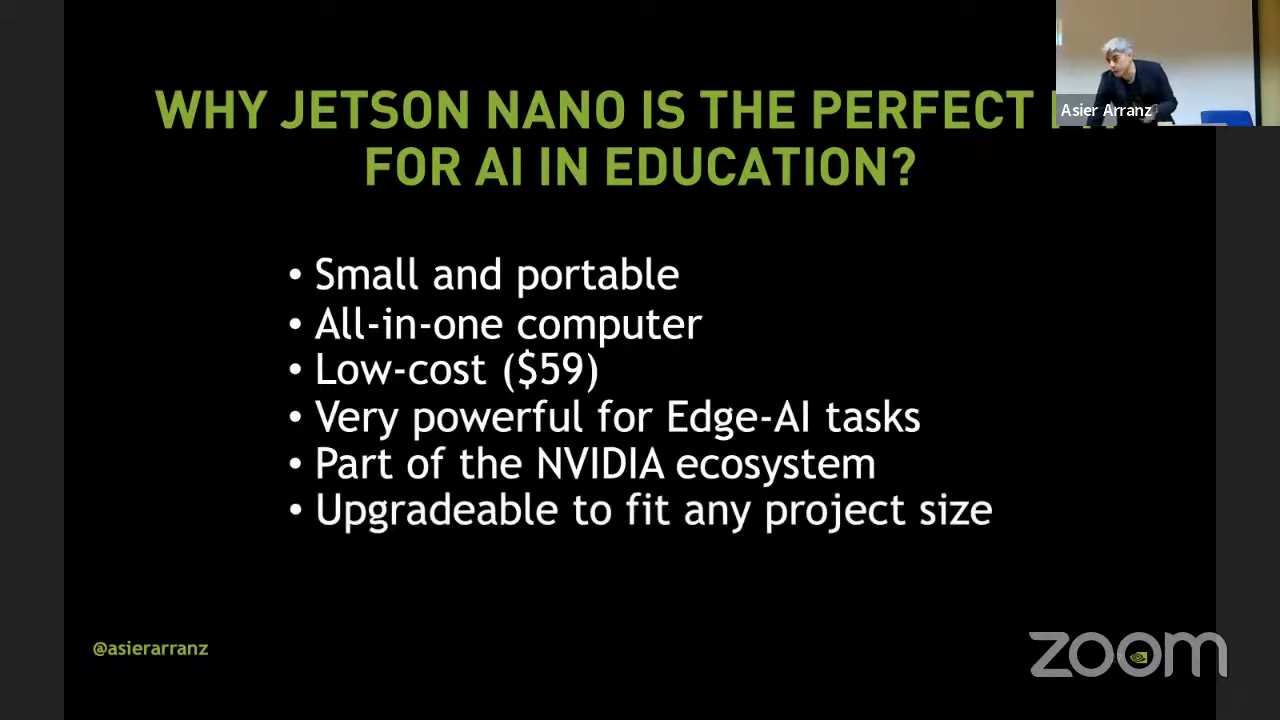 WHY JETSON NANO IS THE PERFECT
FOR AI IN EDUCATION?
Asier Arranz
• Small and portable
• All-in-one computer
• Low-cost ($59)
• Very powerful for Edge-AI tasks
• Part of the NVIDIA ecosystem
• Upgradeable to fit any project size
@asierarranz
zoom